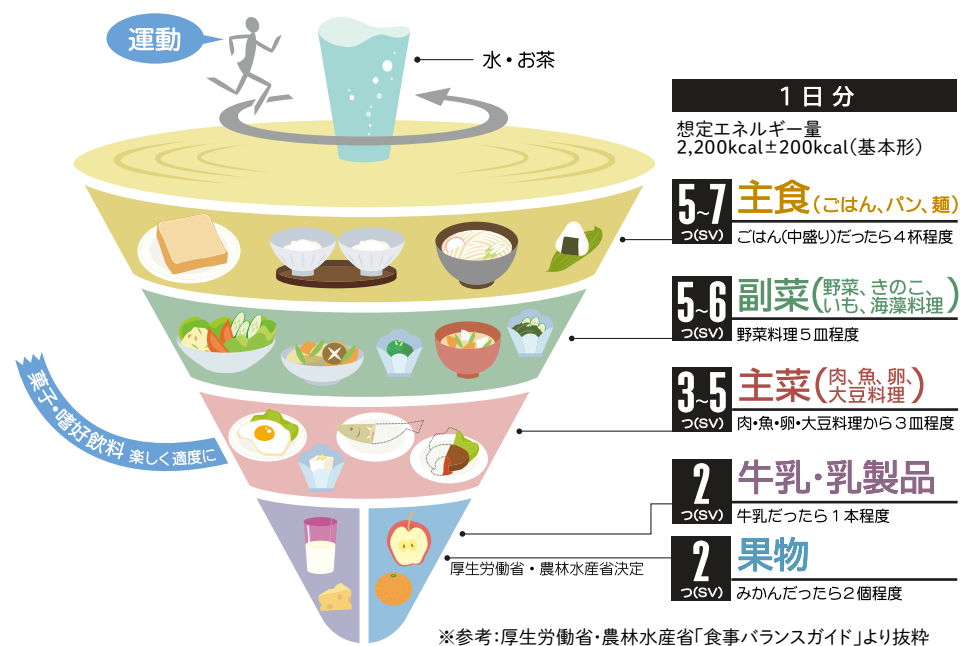 運動
水・お茶
1日分
想定エネルギー量
2,200kcal±200kcal(基本形)
5~7
つ(SV)
主食(ごはん、パン、麺)
ごはん(中盛り)だったら4杯程度
5~6
つ(SV)
副菜(野菜、きのこ、
いも、海藻料理)
野菜料理5皿程度
菓子・嗜好飲料 楽しく適度に
3~5
つ(SV)
主菜(肉、魚、卵、
大豆料理)
肉・魚・卵・大豆料理から3皿程度
2
つ(SV)
牛乳・乳製品
牛乳だったら1本程度
2
つ(SV)
果物
みかんだったら2個程度
厚生労働省・農林水産省決定
※参考:厚生労働省・農林水産省「食事バランスガイド」より抜粋